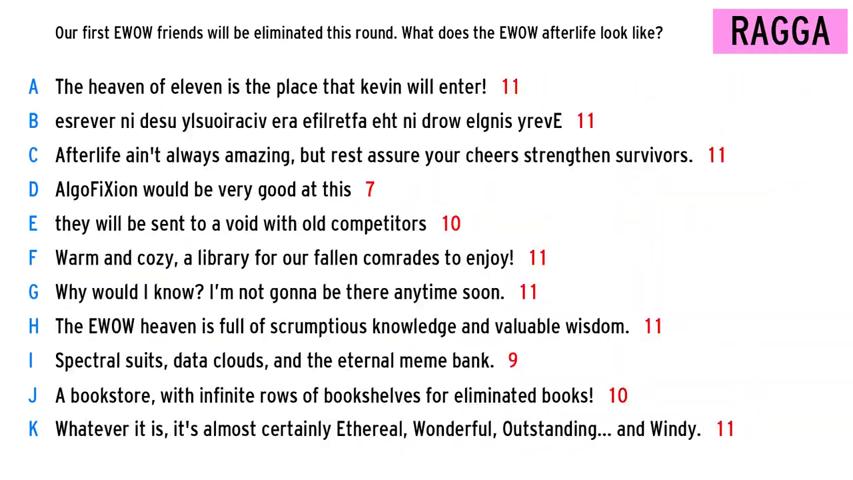 Our first EWOW friends will be eliminated this round. What does the EWOW afterlife look like?
RAGGA
A The heaven of eleven is the place that kevin will enter! 11
B esrever ni desu ylsuoiraciv era efilretfa eht ni drow elgnis yrevE 11
C Afterlife ain't always amazing, but rest assure your cheers strengthen survivors. 11
D AlgoFiXion would be very good at this 7
E they will be sent to a void with old competitors 10
F Warm and cozy, a library for our fallen comrades to enjoy! 11
G Why would I know? I’m not gonna be there anytime soon. 11
H The EWOW heaven is full of scrumptious knowledge and valuable wisdom. 11
I Spectral suits, data clouds, and the eternal meme bank. 9
J A bookstore, with infinite rows of bookshelves for eliminated books! 10
K Whatever it is, it's almost certainly Ethereal, Wonderful, Outstanding... and Windy. 11